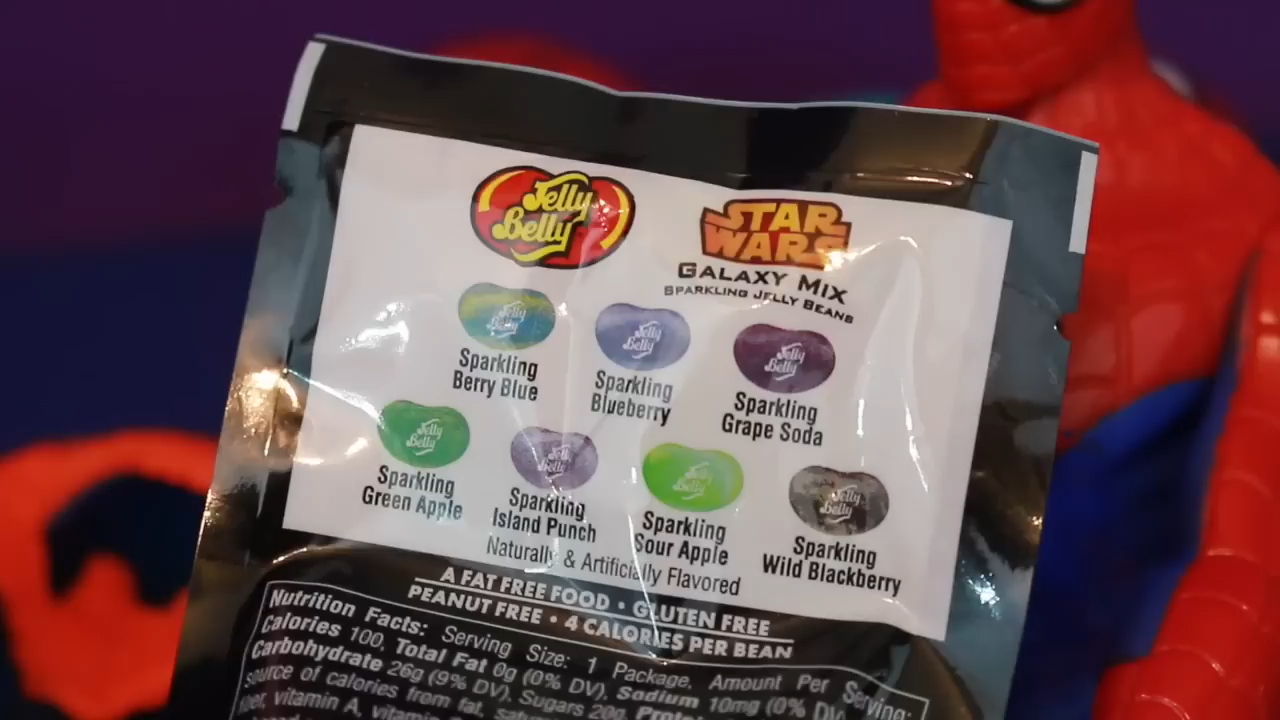 Jelly Belly
STAR WARS
GALAXY MIX
SPARKLING JELLY BEANS
Jelly Belly
Sparkling
Berry Blue
Jelly Belly
Sparkling
Blueberry
Jelly Belly
Sparkling
Grape Soda
Jelly Belly
Sparkling
Green Apple
Jelly Belly
Sparkling
Island Punch
Jelly Belly
Sparkling
Sour Apple
Jelly Belly
Sparkling
Wild Blackberry
Naturally & Artificially Flavored
A FAT FREE FOOD • GLUTEN FREE
PEANUT FREE • 4 CALORIES PER BEAN
Nutrition Facts: Serving Size: 1 Package, Amount Per Serving:
Calories 100, Total Fat 0g (0% DV), Sodium 10mg (0% DV),
Carbohydrate 26g (9% DV), Sugars 20g,
source of calories from fat,
vitamin A,